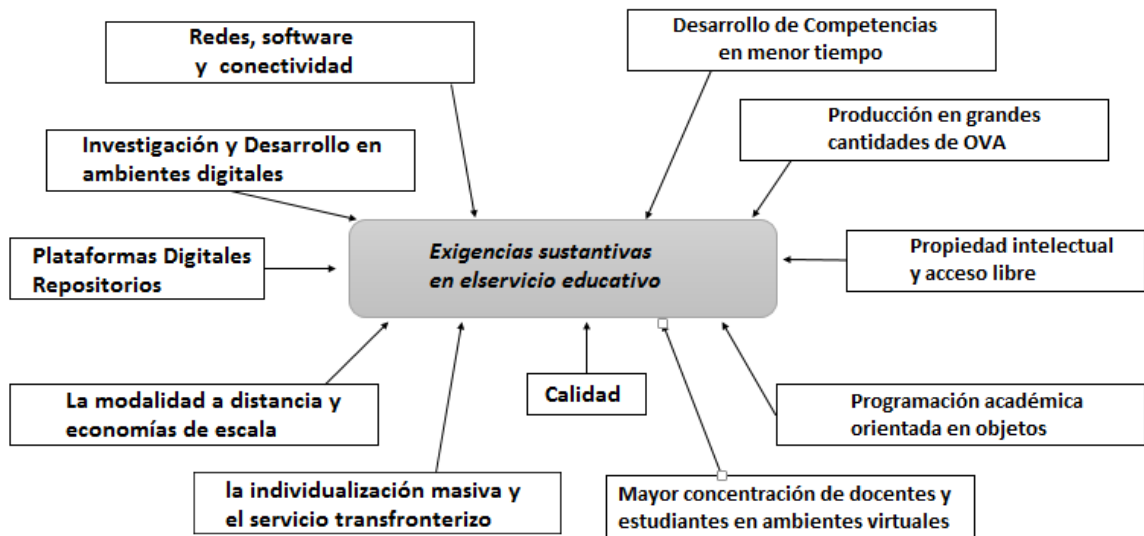 Redes, software
y conectividad
Desarrollo de Competencias
en menor tiempo
Producción en grandes
cantidades de OVA
Investigación y Desarrollo en
ambientes digitales
Exigencias sustantivas
en elservicio educativo
Plataformas Digitales
Repositorios
Propiedad intelectual
y acceso libre
La modalidad a distancia y
economías de escala
Calidad
Programación académica
orientada en objetos
la individualización masiva y
el servicio transfronterizo
Mayor concentración de docentes y
estudiantes en ambientes virtuales